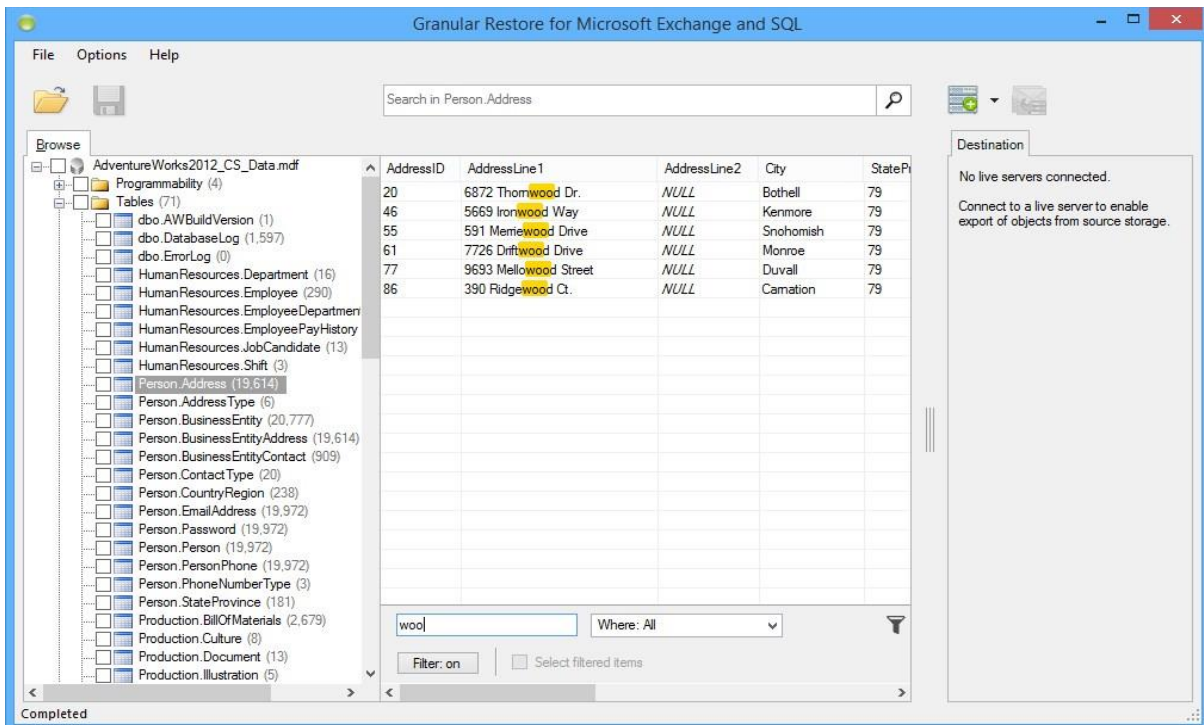 Granular Restore for Microsoft Exchange and SQL
File Options Help
Search in Person.Address
Browse
AdventureWorks2012_CS_Data.mdf
Programmability (4)
Tables (71)
dbo.AWBuildVersion (1)
dbo.DatabaseLog (1,597)
dbo.ErrorLog (0)
HumanResources.Department (16)
HumanResources.Employee (290)
HumanResources.EmployeeDepartmen
HumanResources.EmployeePayHistory
HumanResources.JobCandidate (13)
HumanResources.Shift (3)
Person.Address (19,614)
Person.AddressType (6)
Person.BusinessEntity (20,777)
Person.BusinessEntityAddress (19,614)
Person.BusinessEntityContact (909)
Person.ContactType (20)
Person.CountryRegion (238)
Person.EmailAddress (19,972)
Person.Password (19,972)
Person.Person (19,972)
Person.PersonPhone (19,972)
Person.PhoneNumberType (3)
Person.StateProvince (181)
Production.BillOfMaterials (2,679)
Production.Culture (8)
Production.Document (13)
Production.Illustration (5)
AddressID AddressLine1 AddressLine2 City StatePr
20 6872 Thornwood Dr. NULL Bothell 79
46 5669 Ironwood Way NULL Kenmore 79
55 591 Merriewood Drive NULL Snohomish 79
61 7726 Driftwood Drive NULL Monroe 79
77 9693 Mellowood Street NULL Duvall 79
86 390 Ridgewood Ct. NULL Carnation 79
woo
Where: All
Filter: on
Select filtered items
Destination
No live servers connected.
Connect to a live server to enable
export of objects from source storage.
Completed